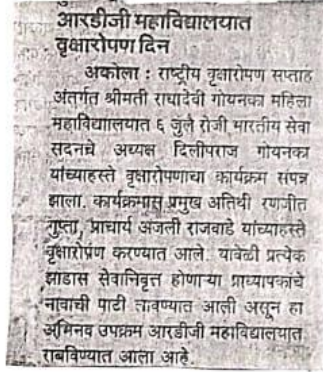 आरडीजी महाविद्यालयात
वृक्षारोपण दिन
अकोला : राष्ट्रीय वृक्षारोपण सप्ताह
अंतर्गत श्रीमती राधादेवी गोयनका महिला
महाविद्यालयात ६ जुलै रोजी भारतीय सेवा
सदनचे अध्यक्ष दिलीपराज गोयनका
यांच्याहस्ते वृक्षारोपणाचा कार्यक्रम संपन्न
झाला. कार्यक्रमास प्रमुख अतिथी रणजीत
गुप्ता, प्राचार्य अंजली राजवाडे यांच्याहस्ते
वृक्षारोपण करण्यात आले. यावेळी प्रत्येक
झाडास सेवानिवृत्त होणाऱ्या प्राध्यापकांचे
नावाची पाटी लावण्यात आली असून हा
अभिनव उपक्रम आरडीजी महाविद्यालयात
राबविण्यात आला आहे.